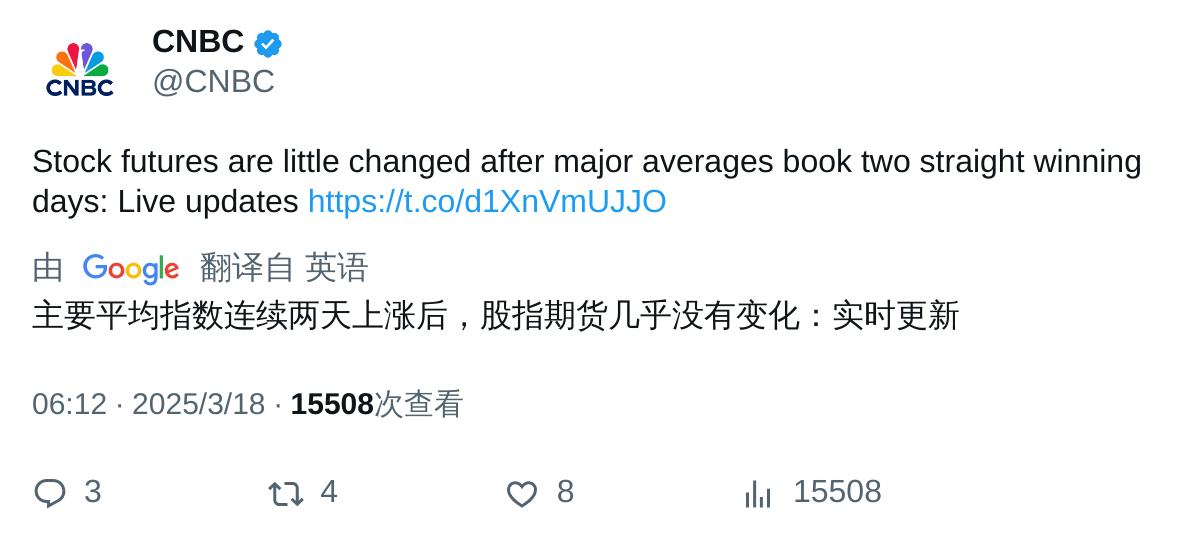 CNBC
CNBC
@CNBC
Stock futures are little changed after major averages book two straight winning
days: Live updates https://t.co/d1XnVmUJJO
由 Google 翻译自 英语
主要平均指数连续两天上涨后，股指期货几乎没有变化：实时更新
06:12 · 2025/3/18 · 15508次查看
3 4 8 15508